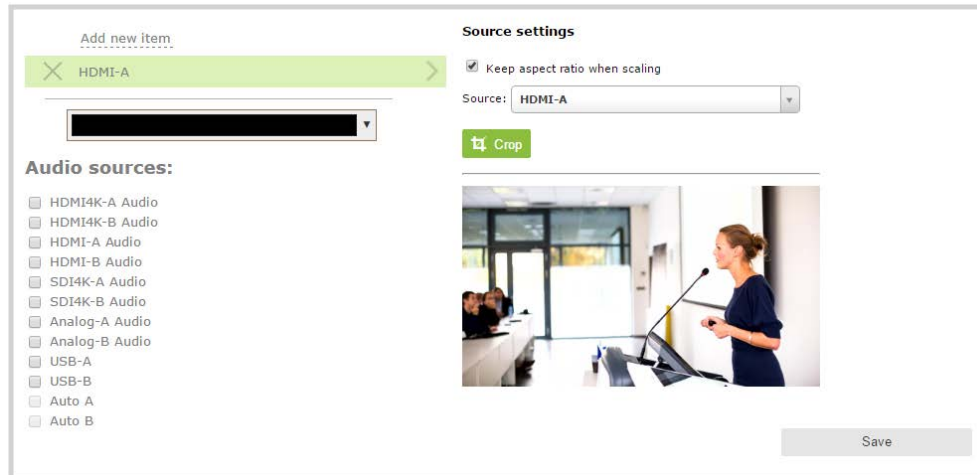 Add new item
HDMI-A
Audio sources:
HDMI4K-A Audio
HDMI4K-B Audio
HDMI-A Audio
HDMI-B Audio
SDI4K-A Audio
SDI4K-B Audio
Analog-A Audio
Analog-B Audio
USB-A
USB-B
Auto A
Auto B
Source settings
Keep aspect ratio when scaling
Source: HDMI-A
Crop
Save